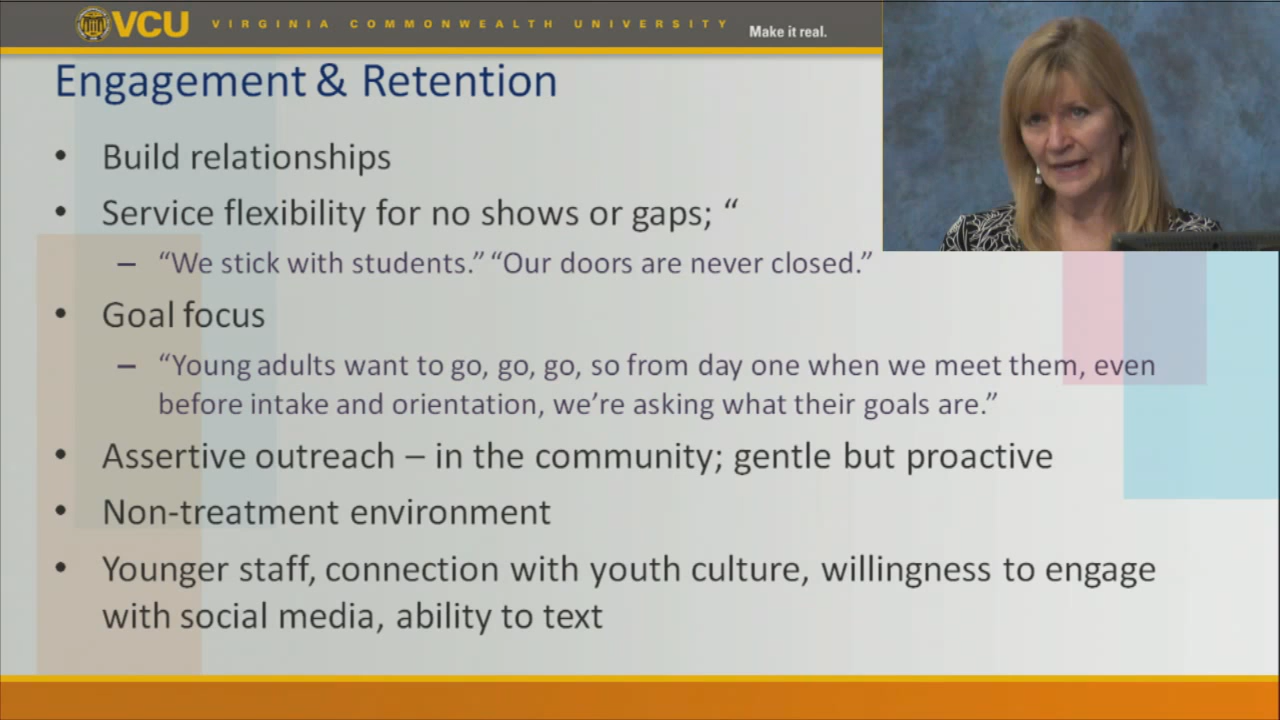 VCU VIRGINIA COMMONWEALTH UNIVERSITY Make it real.
Engagement & Retention
• Build relationships
• Service flexibility for no shows or gaps; “
– “We stick with students.” “Our doors are never closed.”
• Goal focus
– “Young adults want to go, go, go, so from day one when we meet them, even
before intake and orientation, we’re asking what their goals are.”
• Assertive outreach – in the community; gentle but proactive
• Non-treatment environment
• Younger staff, connection with youth culture, willingness to engage
with social media, ability to text